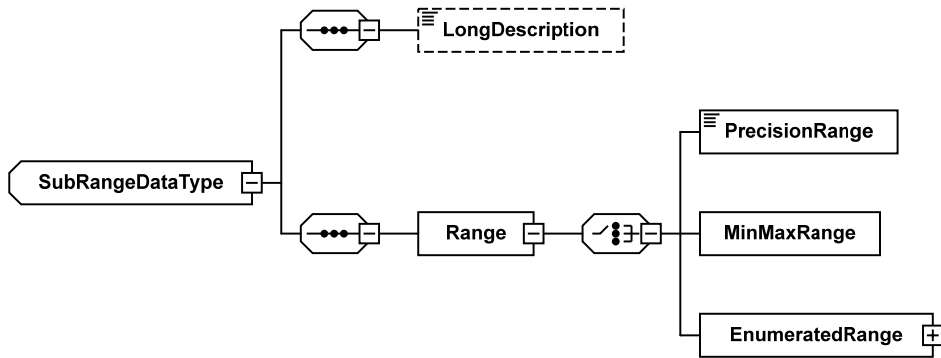 LongDescription
SubRangeDataType
Range
PrecisionRange
MinMaxRange
EnumeratedRange